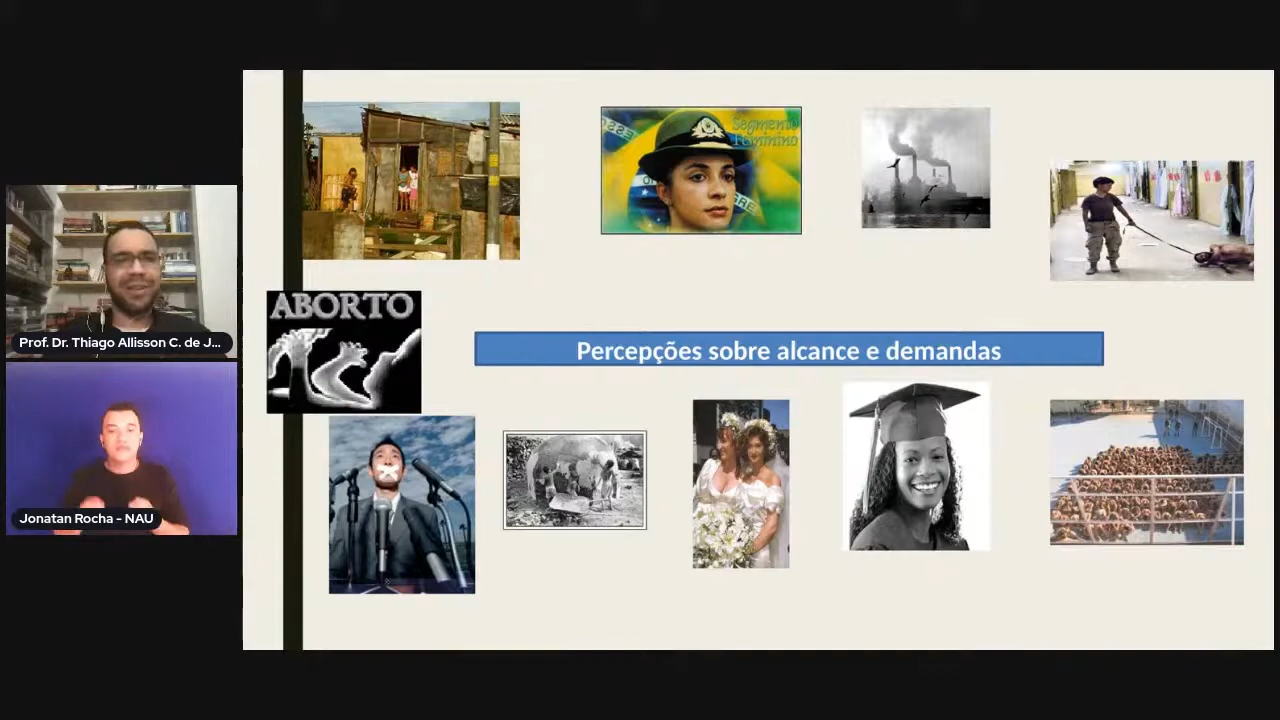 Segmento
Feminino
ABORTO
Percepções sobre alcance e demandas
Prof. Dr. Thiago Allisson C. de J...
Jonatan Rocha - NAU